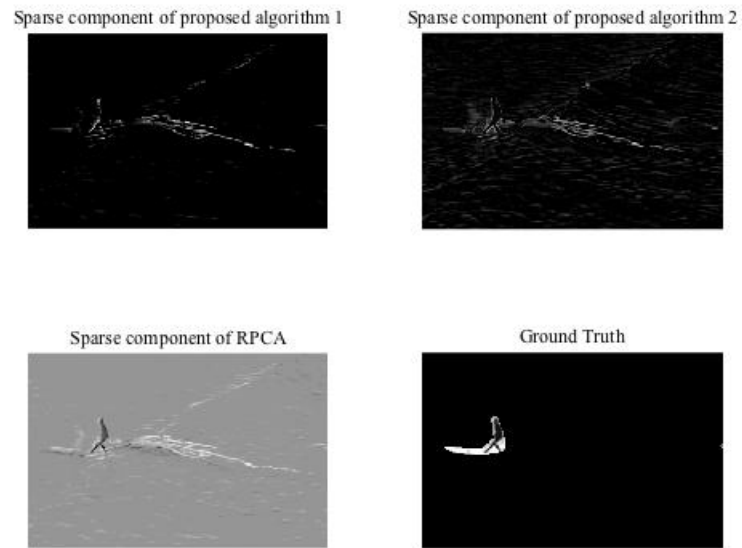 Sparse component of proposed algorithm 1
Sparse component of proposed algorithm 2
Sparse component of RPCA
Ground Truth